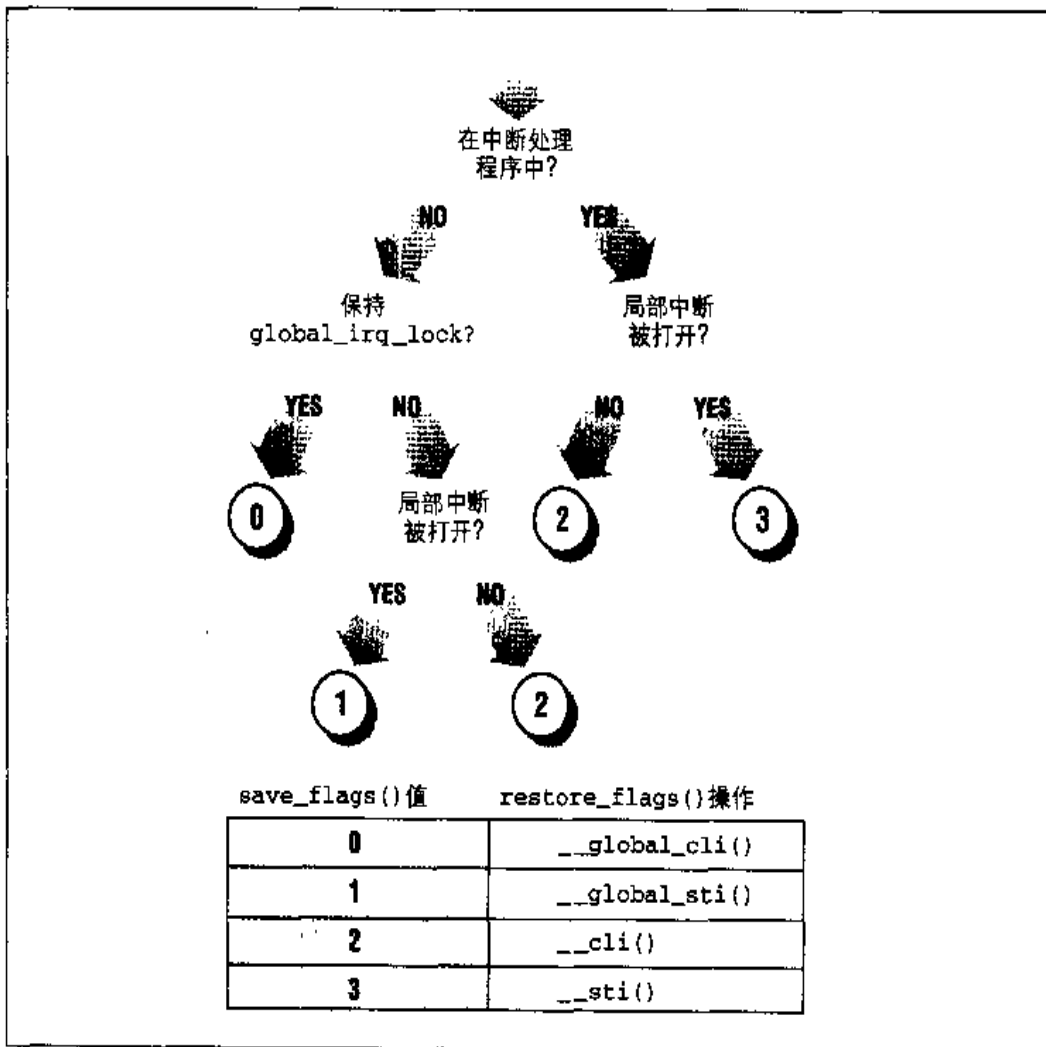 在中断处理
程序中?
NO
YES
保持
global_irq_lock?
局部中断
被打开?
YES
NO
NO
YES
0
局部中断
被打开?
2
3
YES
NO
1
2
save_flags()值
restore_flags()操作
0
__global_cli()
1
__global_sti()
2
__cli()
3
__sti()